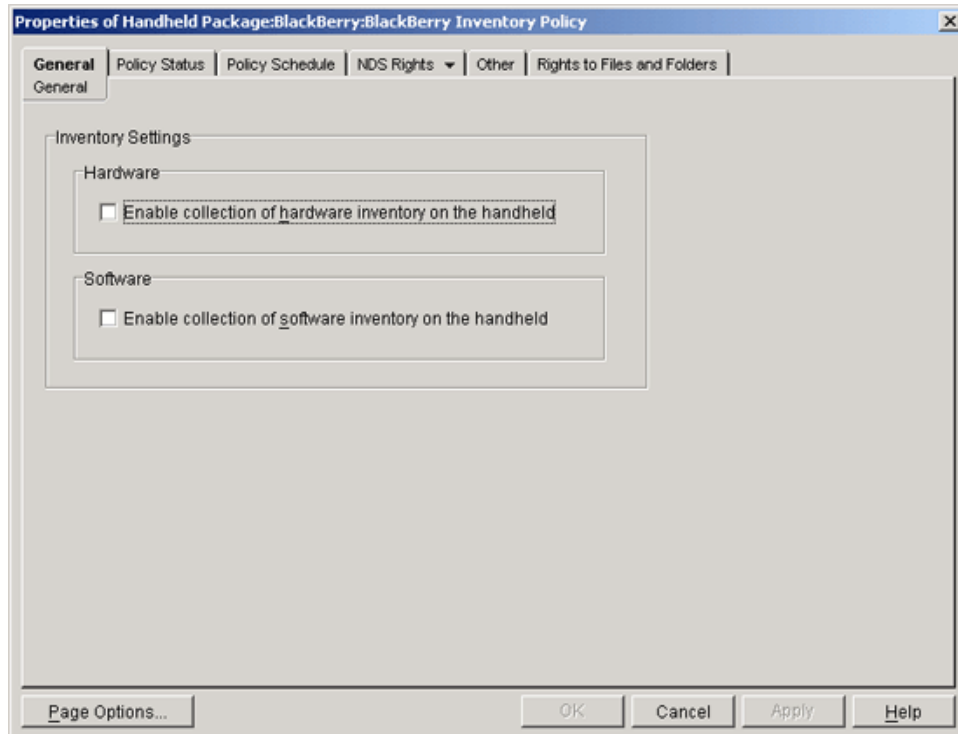 Properties of Handheld Package:BlackBerry:BlackBerry Inventory Policy
General Policy Status Policy Schedule NDS Rights Other Rights to Files and Folders
General
Inventory Settings
Hardware
Enable collection of hardware inventory on the handheld
Software
Enable collection of software inventory on the handheld
Page Options... OK Cancel Apply Help